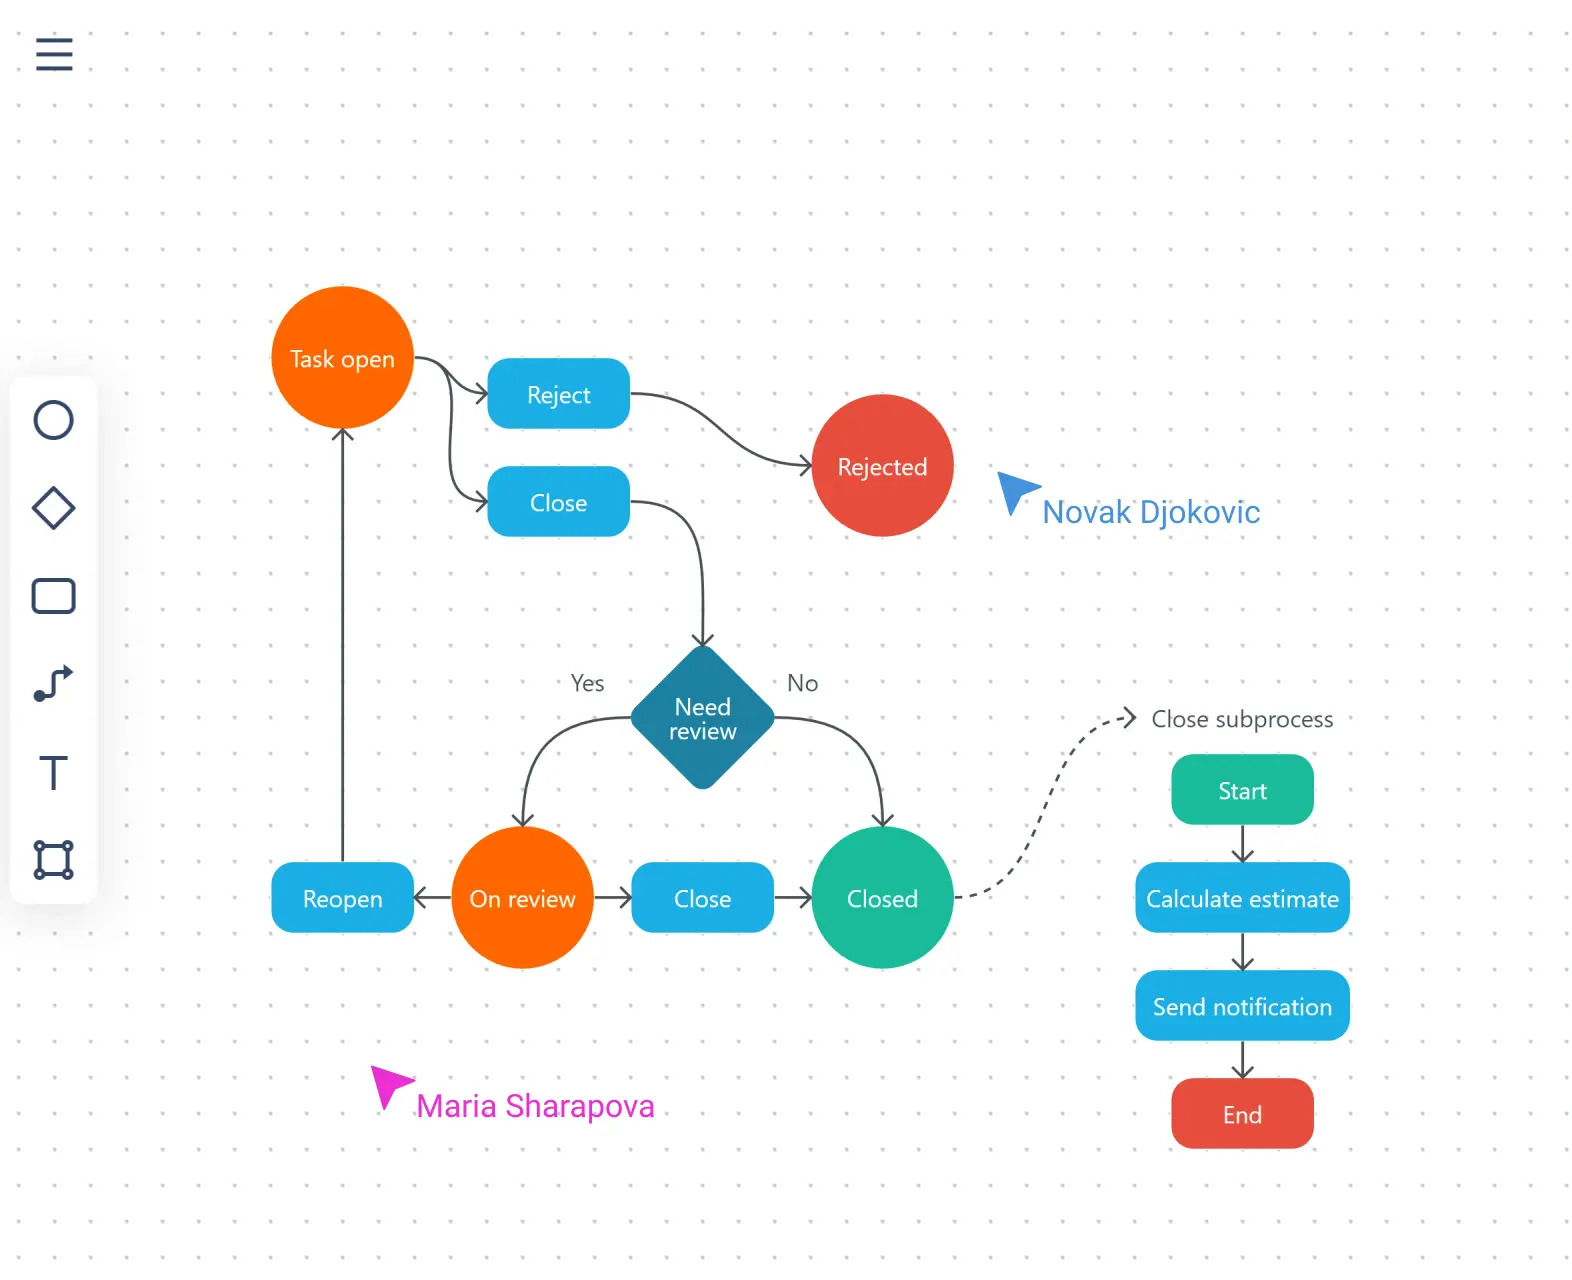 Task open
Reject
Close
Rejected
Novak Djokovic
Yes
Need
review
No
Close subprocess
Start
Reopen
On review
Close
Closed
Calculate estimate
Send notification
Maria Sharapova
End